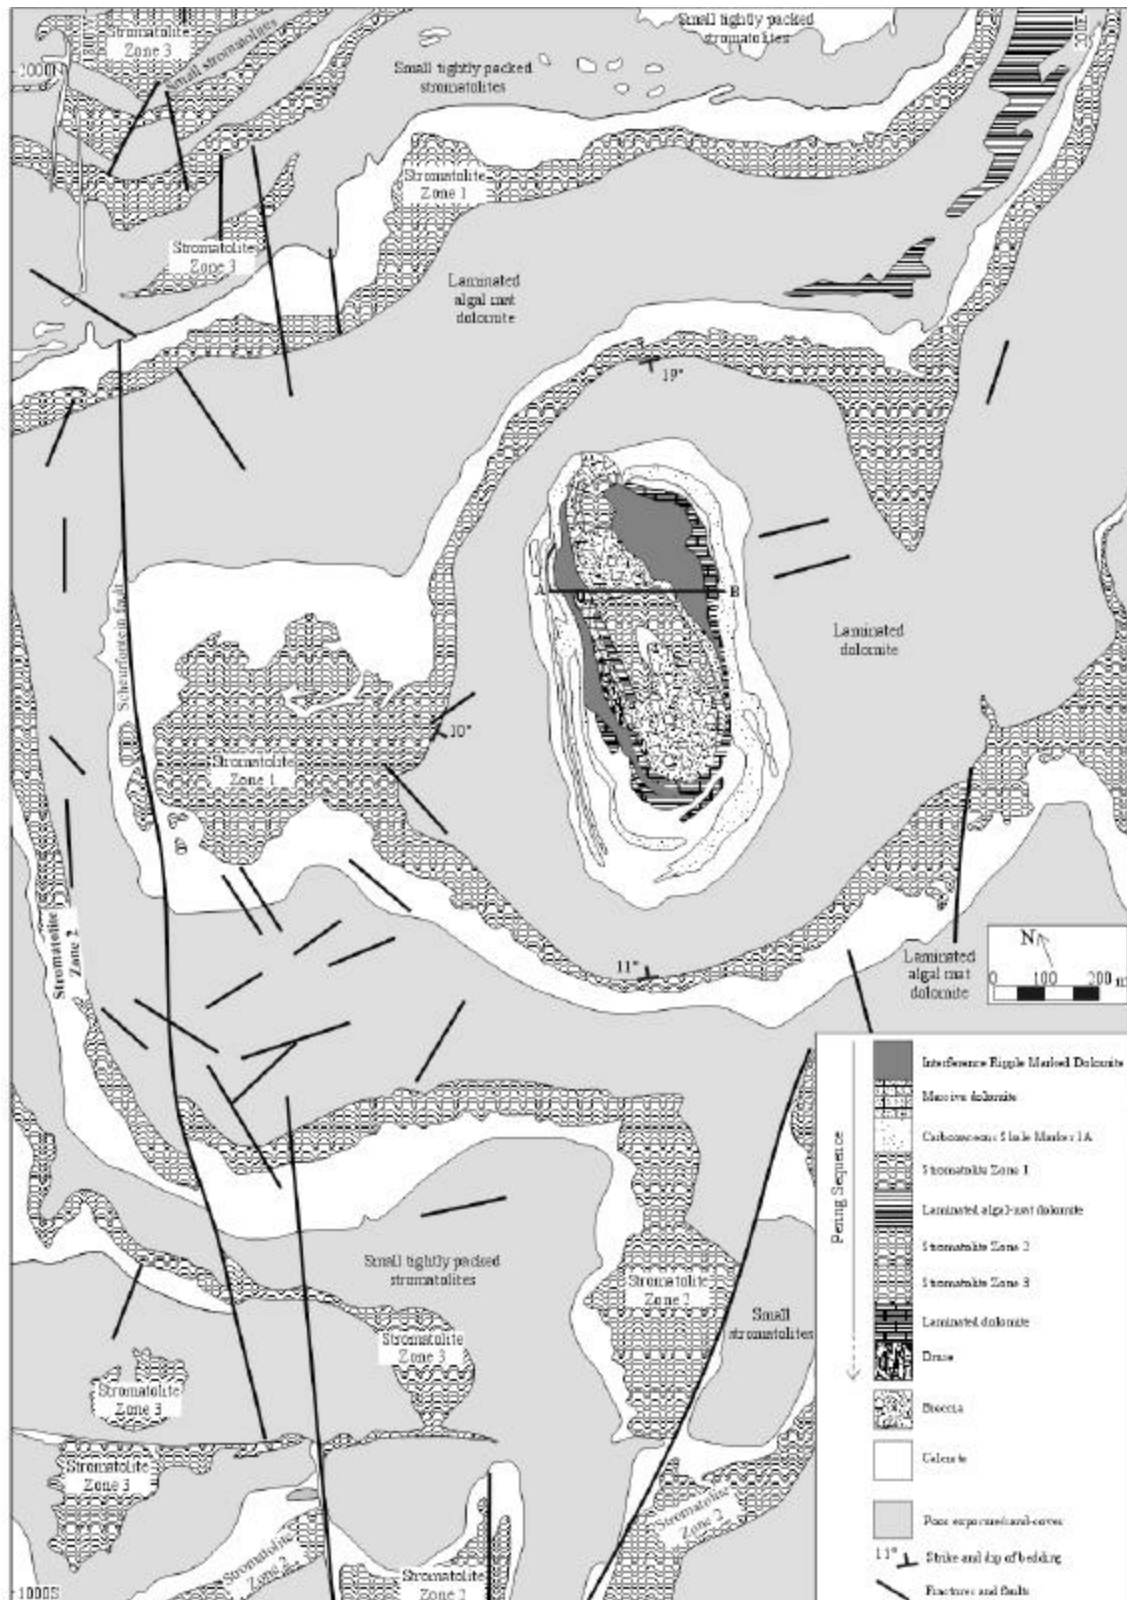 Stromatolite
Zone 3
Small stromatolites
1000N
Small tightly packed
stromatolites
Small tightly packed
stromatolites
Stromatolite
Zone 1
Stromatolite
Zone 3
Laminated
algal mat
dolomite
19°
A
B
Laminated
dolomite
Scheurfontein fault
10°
Stromatolite
Zone 1
Stromatolite
Zone 2
11°
Laminated
algal mat
dolomite
N
0 100 200 m
Small tightly packed
stromatolites
Stromatolite
Zone 2
Small
stromatolites
Stromatolite
Zone 3
Stromatolite
Zone 3
Stromatolite
Zone 3
Stromatolite
Zone 2
Stromatolite
Zone 2
Stromatolite
1000S
Pering Sequence
Interference Ripple Marked Dolomite
Massive dolomite
Carbonaceous Shale Marker 1A
Stromatolite Zone 1
Laminated algal-mat dolomite
Stromatolite Zone 2
Stromatolite Zone 3
Laminated dolomite
Breccia
Calcrete
Poor exposure/sand-cover
11° Strike and dip of bedding
Fractures and faults